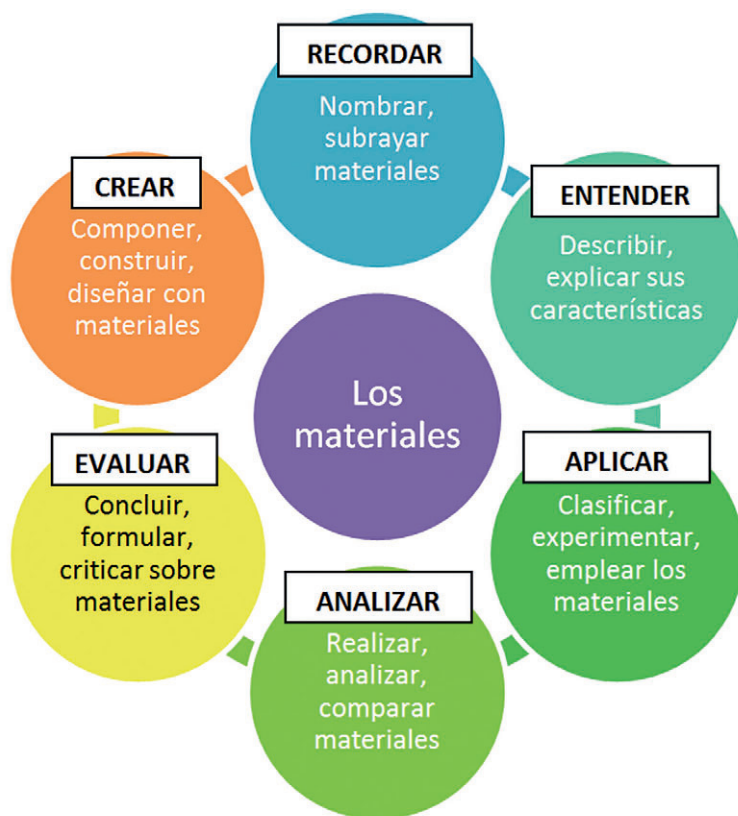 RECORDAR
Nombrar,
subrayar
materiales
ENTENDER
Describir,
explicar sus
características
APLICAR
Clasificar,
experimentar,
emplear los
materiales
ANALIZAR
Realizar,
analizar,
comparar
materiales
EVALUAR
Concluir,
formular,
criticar sobre
materiales
CREAR
Componer,
construir,
diseñar con
materiales
Los
materiales